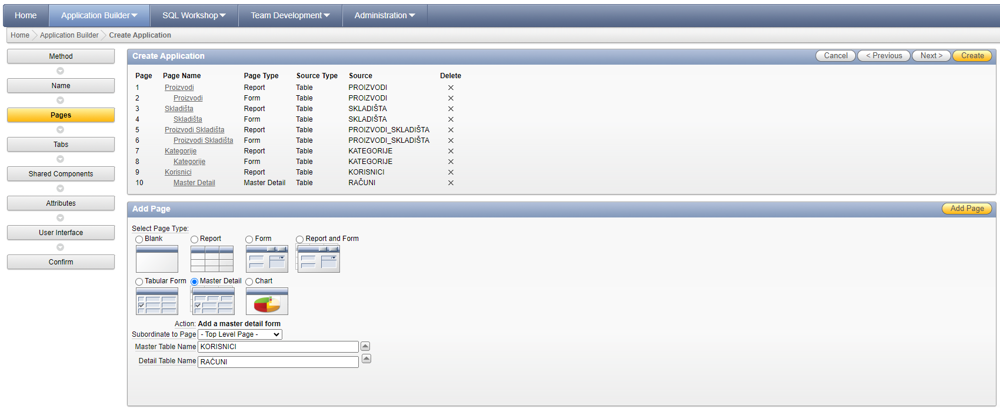 Home Application Builder SQL Workshop Team Development Administration
Home Application Builder Create Application
Method
Name
Pages
Tabs
Shared Components
Attributes
User Interface
Confirm
Create Application Cancel < Previous Next > Create
Page Page Name Page Type Source Type Source Delete
1 Proizvodi Report Table PROIZVODI
2 Proizvodi Form Table PROIZVODI
3 Skladišta Report Table SKLADIŠTA
4 Skladišta Form Table SKLADIŠTA
5 Proizvodi Skladišta Report Table PROIZVODI_SKLADIŠTA
6 Proizvodi Skladišta Form Table PROIZVODI_SKLADIŠTA
7 Kategorije Report Table KATEGORIJE
8 Kategorije Form Table KATEGORIJE
9 Korisnici Report Table KORISNICI
10 Master Detail Master Detail Table RAČUNI
Add Page Add Page
Select Page Type:
Blank Report Form Report and Form
Tabular Form Master Detail Chart
Action: Add a master detail form
Subordinate to Page - Top Level Page -
Master Table Name KORISNICI
Detail Table Name RAČUNI